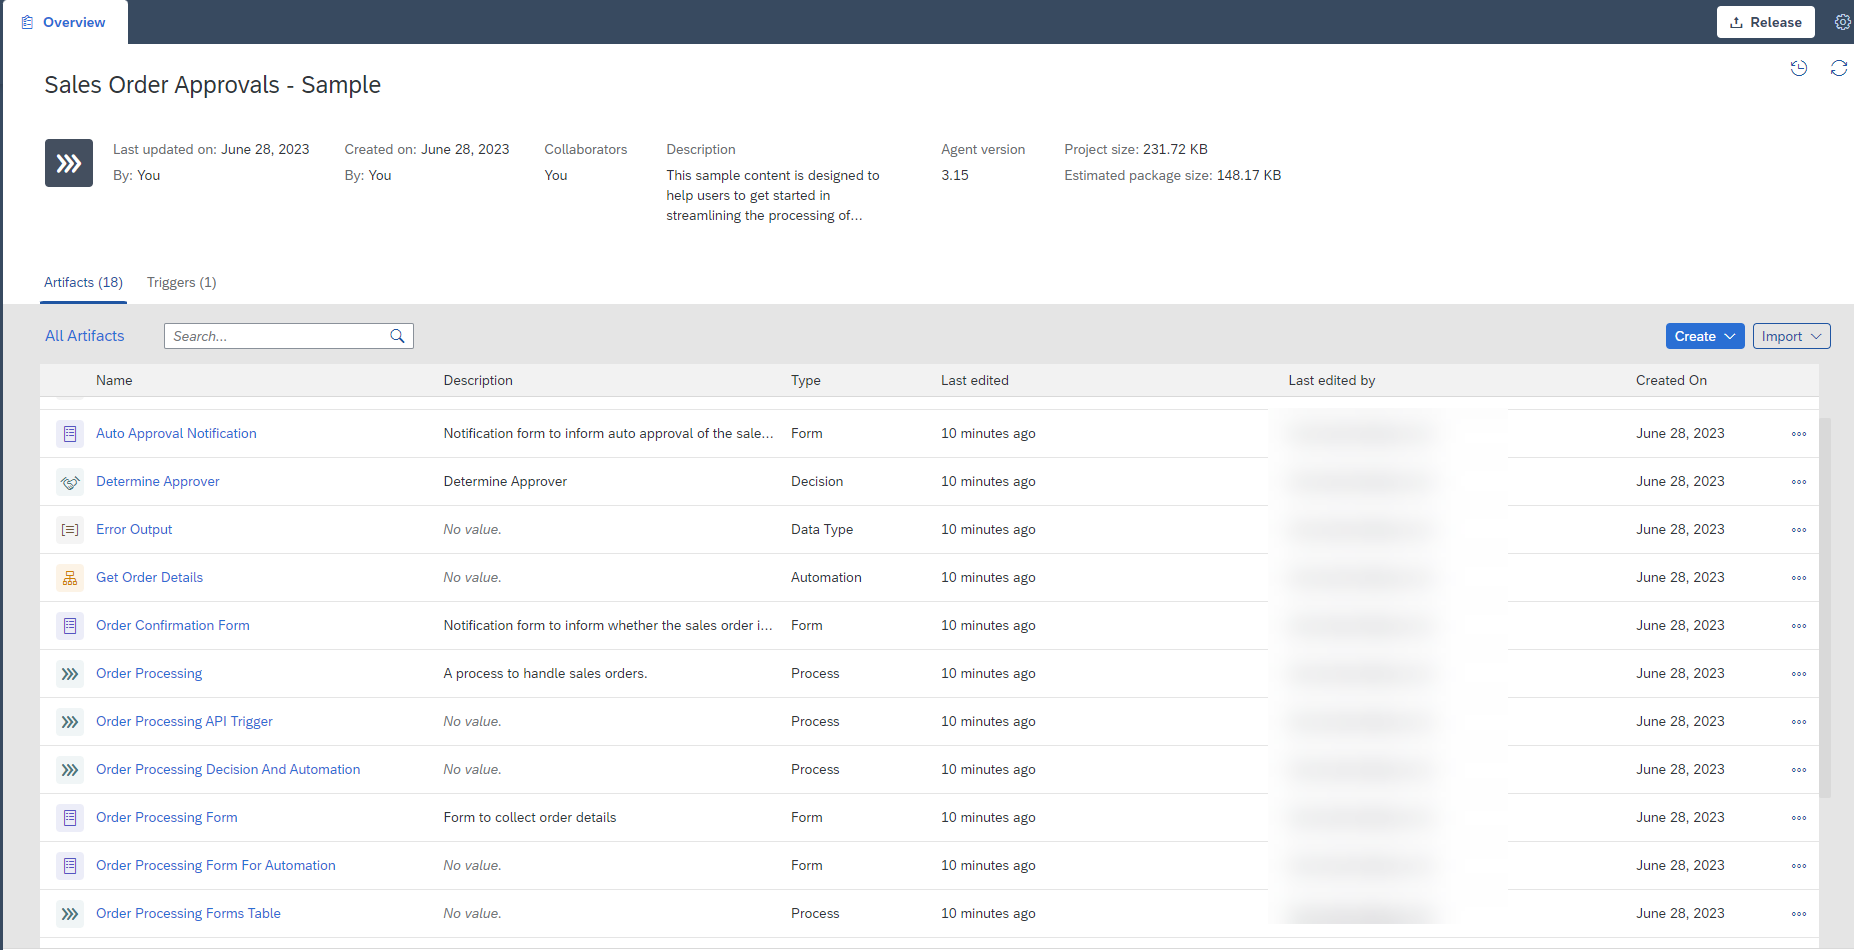 Overview
Release
Sales Order Approvals - Sample
Last updated on: June 28, 2023
By: You
Created on: June 28, 2023
By: You
Collaborators
You
Description
This sample content is designed to
help users to get started in
streamlining the processing of...
Agent version
3.15
Project size: 231.72 KB
Estimated package size: 148.17 KB
Artifacts (18)
Triggers (1)
All Artifacts
Search...
Create
Import
Name Description Type Last edited Last edited by Created On
Auto Approval Notification Notification form to inform auto approval of the sale... Form 10 minutes ago June 28, 2023
Determine Approver Determine Approver Decision 10 minutes ago June 28, 2023
Error Output No value. Data Type 10 minutes ago June 28, 2023
Get Order Details No value. Automation 10 minutes ago June 28, 2023
Order Confirmation Form Notification form to inform whether the sales order i... Form 10 minutes ago June 28, 2023
Order Processing A process to handle sales orders. Process 10 minutes ago June 28, 2023
Order Processing API Trigger No value. Process 10 minutes ago June 28, 2023
Order Processing Decision And Automation No value. Process 10 minutes ago June 28, 2023
Order Processing Form Form to collect order details Form 10 minutes ago June 28, 2023
Order Processing Form For Automation No value. Form 10 minutes ago June 28, 2023
Order Processing Forms Table No value. Process 10 minutes ago June 28, 2023